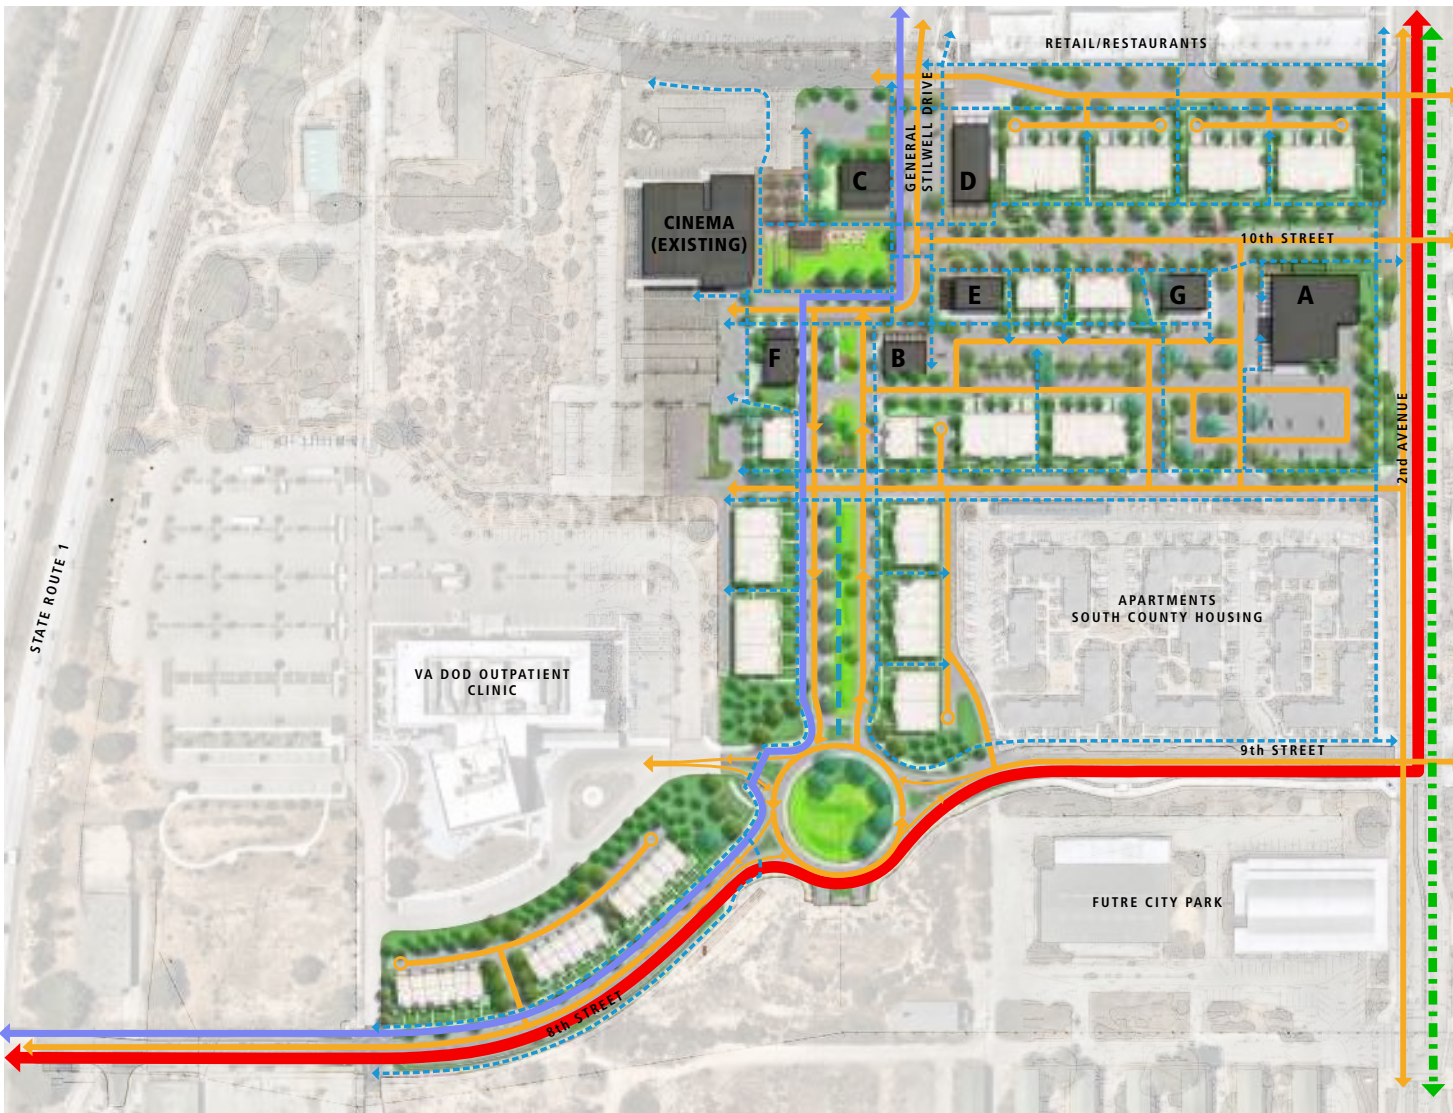 RETAIL/RESTAURANTS
GENERAL
STILWELL DRIVE
C
D
CINEMA
(EXISTING)
10th STREET
E
G
A
F
B
2nd AVENUE
STATE ROUTE 1
APARTMENTS
SOUTH COUNTY HOUSING
VA DOD OUTPATIENT
CLINIC
9th STREET
FUTRE CITY PARK
8th STREET